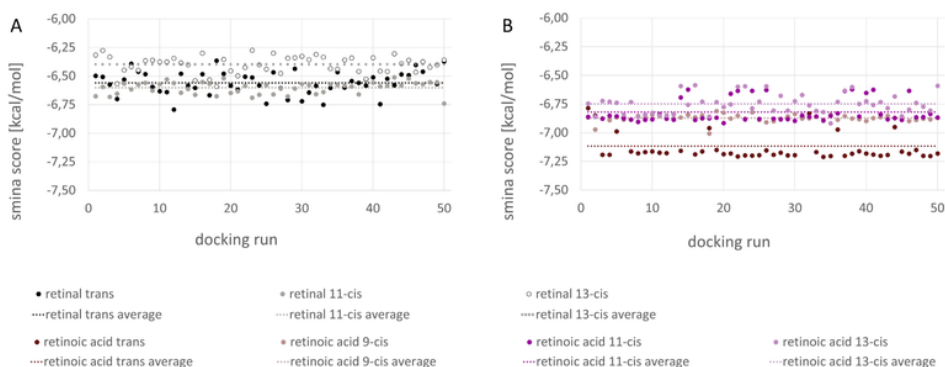 A
smina score [kcal/mol]
-6,00
-6,25
-6,50
-6,75
-7,00
-7,25
-7,50
0 10 20 30 40 50
docking run
B
smina score [kcal/mol]
-6,00
-6,25
-6,50
-6,75
-7,00
-7,25
-7,50
0 10 20 30 40 50
docking run
retinal trans retinal 11-cis retinal 13-cis
retinal trans average retinal 11-cis average retinal 13-cis average
retinoic acid trans retinoic acid 9-cis retinoic acid 11-cis retinoic acid 13-cis
retinoic acid trans average retinoic acid 9-cis average retinoic acid 11-cis average retinoic acid 13-cis average